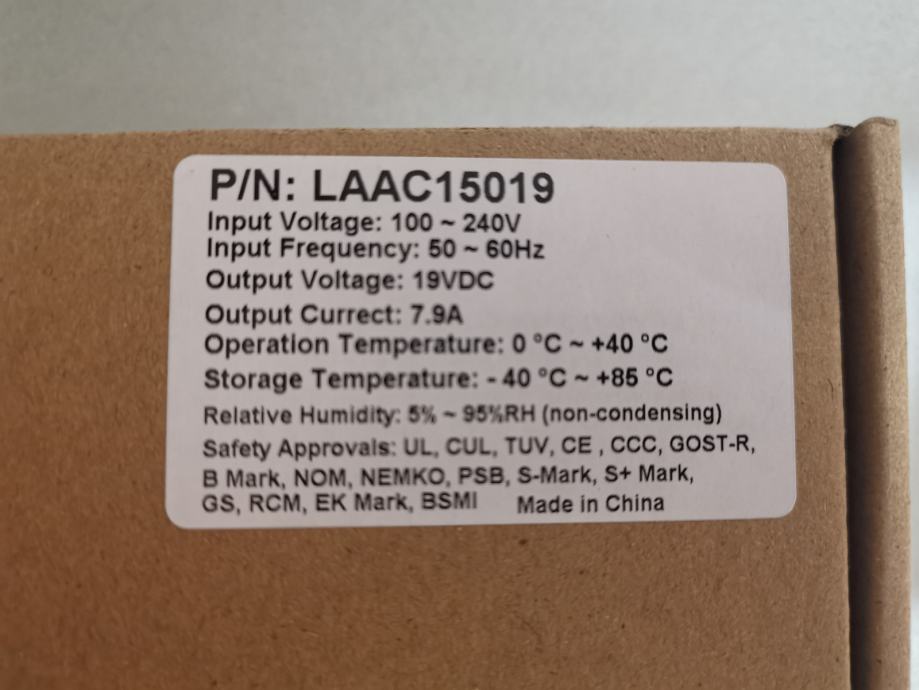 P/N: LAAC15019
Input Voltage: 100 ~ 240V
Input Frequency: 50 ~ 60Hz
Output Voltage: 19VDC
Output Currect: 7.9A
Operation Temperature: 0 °C ~ +40 °C
Storage Temperature: - 40 °C ~ +85 °C
Relative Humidity: 5% ~ 95%RH (non-condensing)
Safety Approvals: UL, CUL, TUV, CE , CCC, GOST-R,
B Mark, NOM, NEMKO, PSB, S-Mark, S+ Mark,
GS, RCM, EK Mark, BSMI Made in China